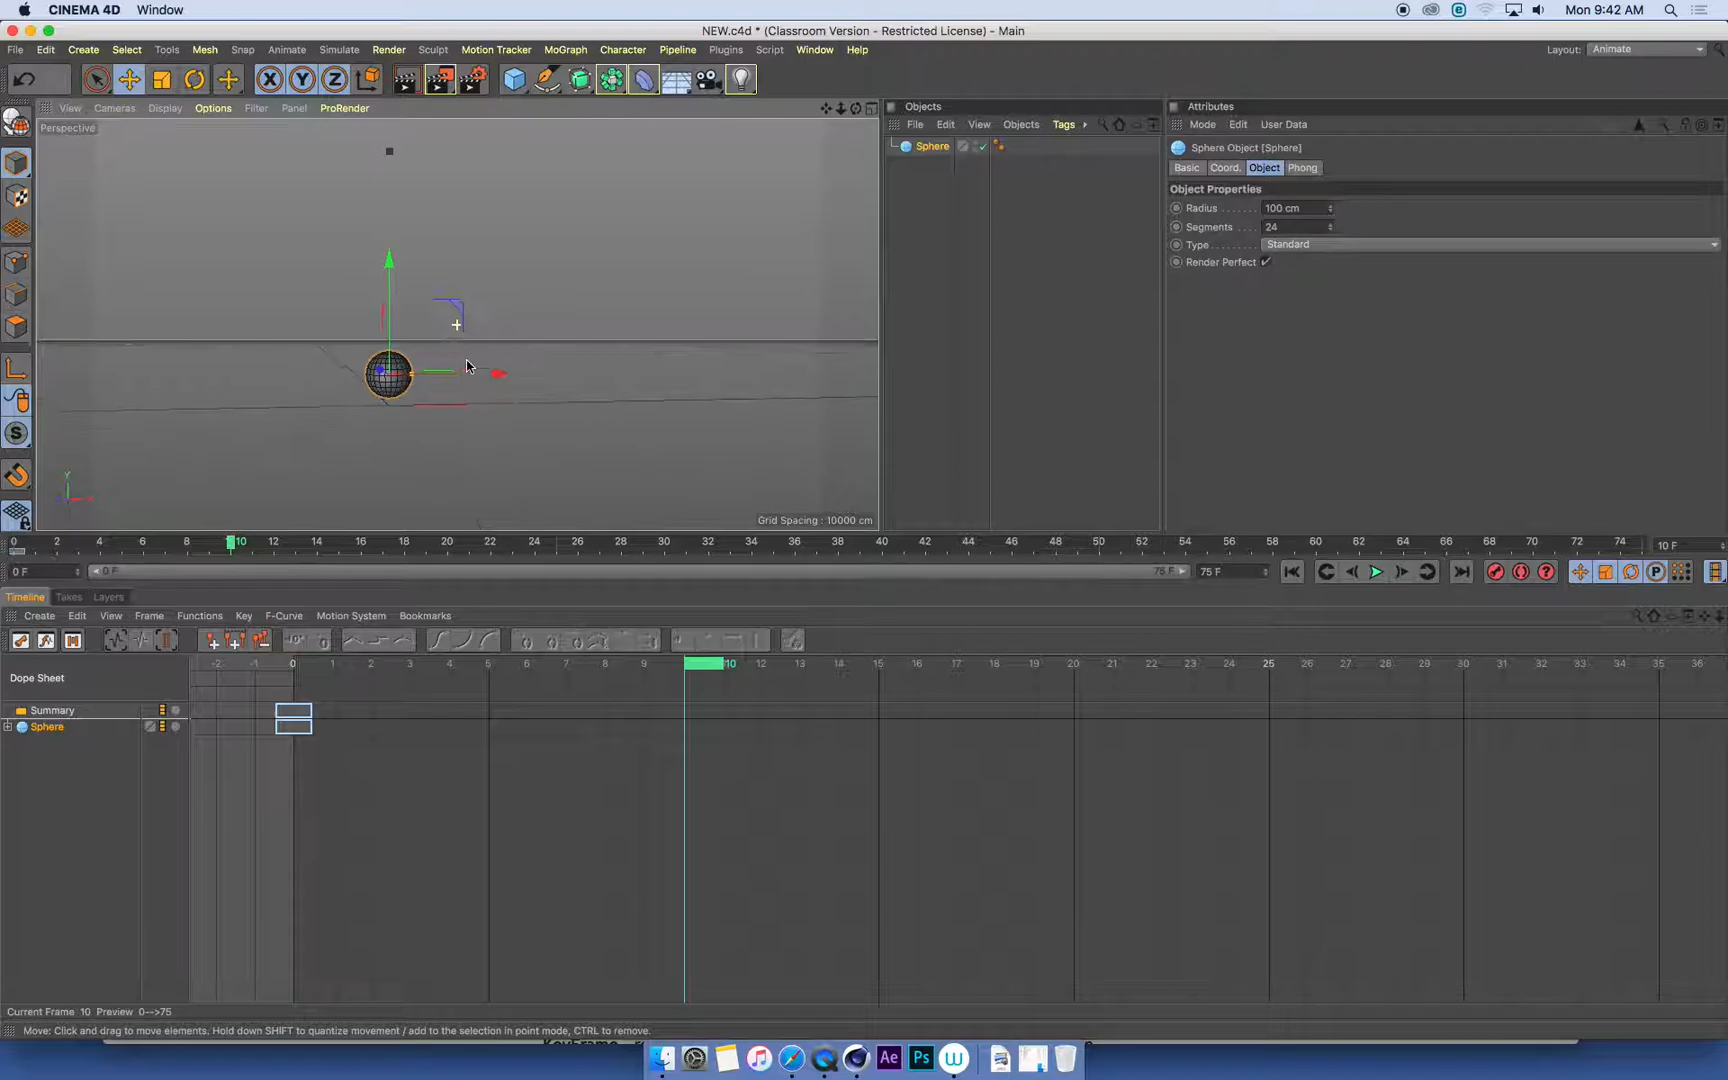 CINEMA 4D Window
Mon 9:42 AM
NEW.c4d * (Classroom Version - Restricted License) - Main
File Edit Create Select Tools Mesh Snap Animate Simulate Render Sculpt Motion Tracker MoGraph Character Pipeline Plugins Script Window Help
Layout: Animate
X Y Z
View Cameras Display Options Filter Panel ProRender
Perspective
Y
Grid Spacing : 10000 cm
Objects
File Edit View Objects Tags
Sphere
Attributes
Mode Edit User Data
Sphere Object [Sphere]
Basic Coord. Object Phong
Object Properties
Radius 100 cm
Segments 24
Type Standard
Render Perfect
0 2 4 6 8 10 12 14 16 18 20 22 24 26 28 30 32 34 36 38 40 42 44 46 48 50 52 54 56 58 60 62 64 66 68 70 72 74 10 F
0 F 0 F 75 F 75 F
Timeline Takes Layers
Create Edit View Frame Functions Key F-Curve Motion System Bookmarks
-2 -1 0 1 2 3 4 5 6 7 8 9 10 12 13 14 15 16 17 18 19 20 21 22 23 24 25 26 27 28 29 30 31 32 33 34 35 36
Dope Sheet
Summary
Sphere
Current Frame 10 Preview 0-->75
Move: Click and drag to move elements. Hold down SHIFT to quantize movement / add to the selection in point mode, CTRL to remove.
Ae Ps W